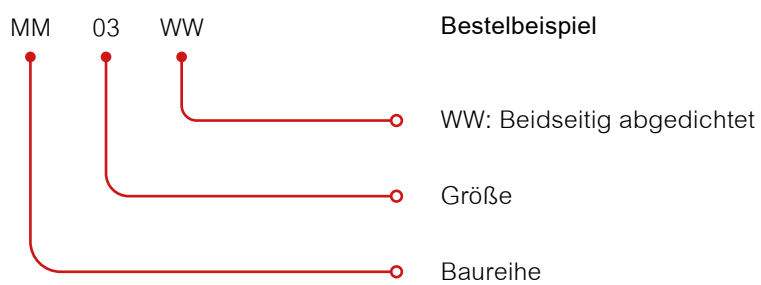 MM 03 WW Bestelbeispiel
WW: Beidseitig abgedichtet
Größe
Baureihe